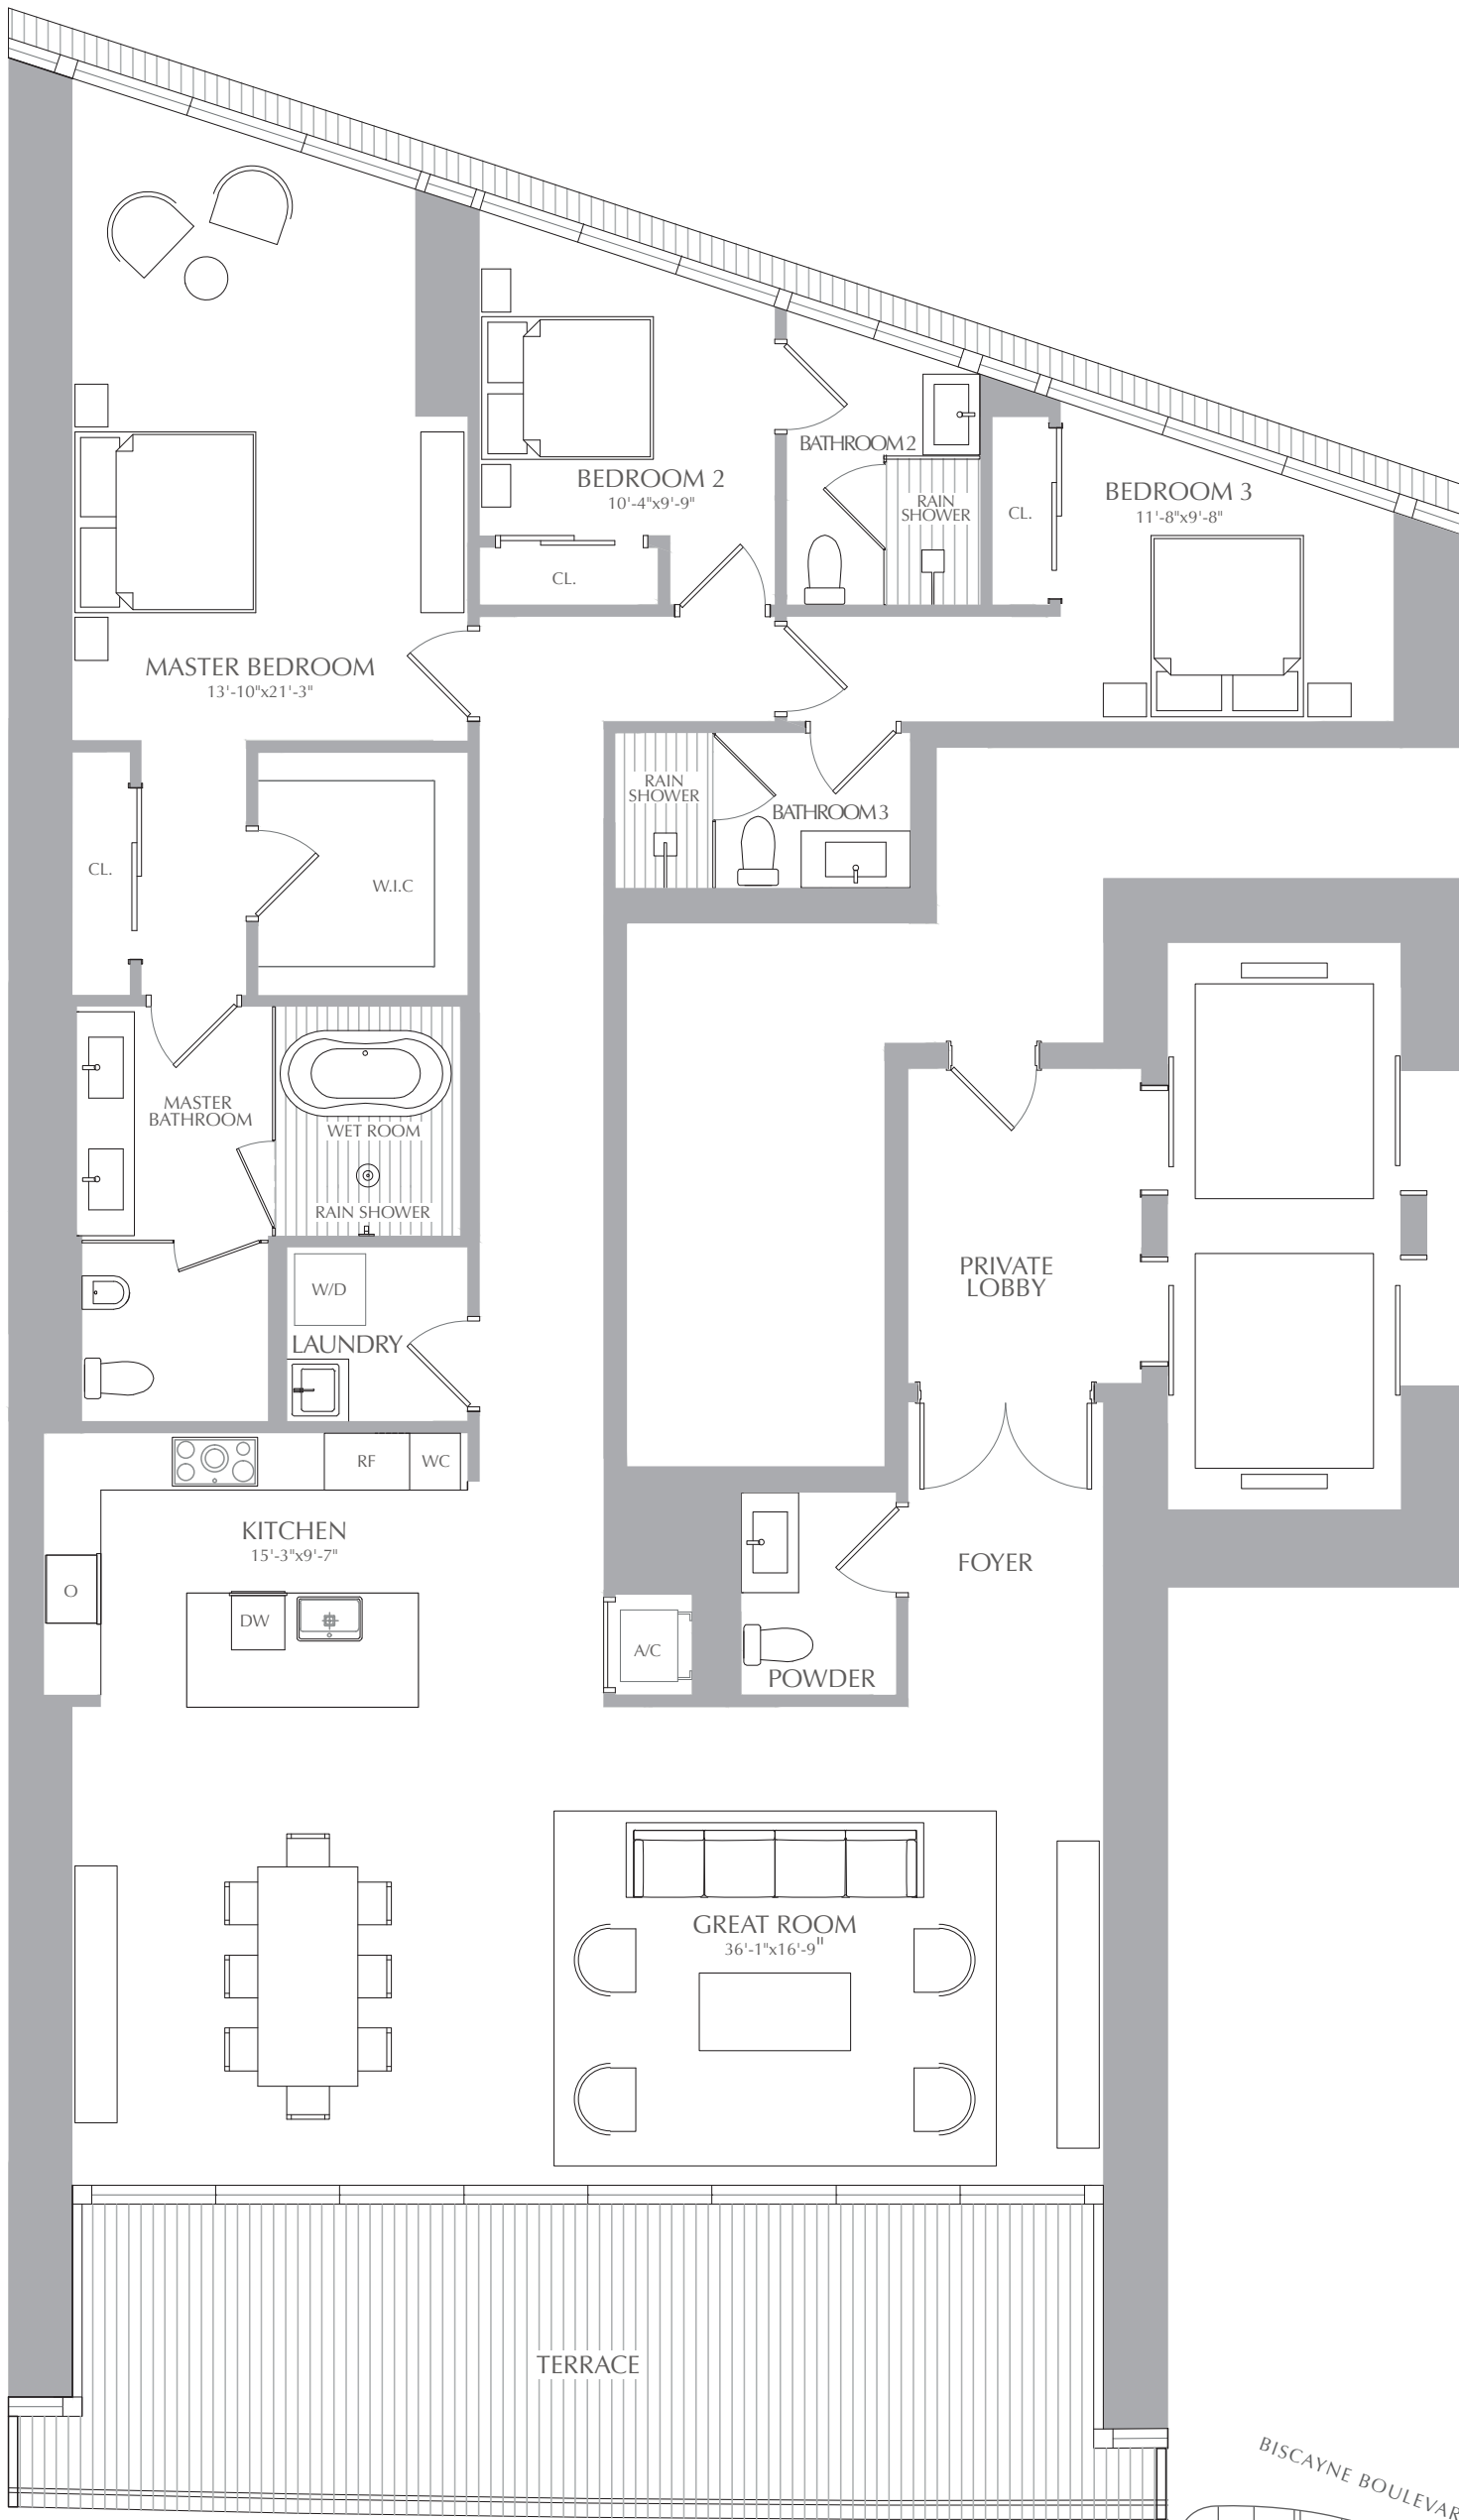 BATHROOM 2
BEDROOM 2
10'-4"x9'-9"
RAIN
SHOWER
CL.
BEDROOM 3
11'-8"x9'-8"
CL.
MASTER BEDROOM
13'-10"x21'-3"
RAIN
SHOWER
BATHROOM 3
CL.
W.I.C
MASTER
BATHROOM
WET ROOM
RAIN SHOWER
PRIVATE
LOBBY
W/D
LAUNDRY
RF
WC
KITCHEN
15'-3"x9'-7"
FOYER
O
DW
A/C
POWDER
GREAT ROOM
36'-1"x16'-9"
TERRACE
BISCAYNE BOULEVAR